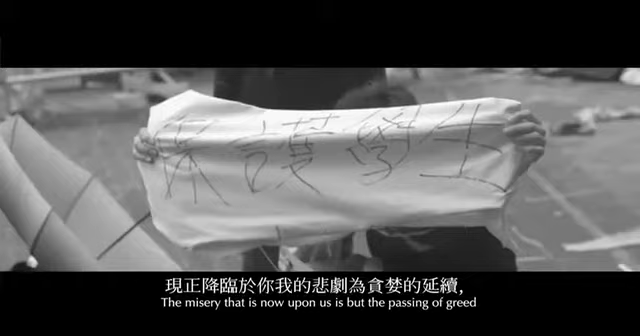 保護學生
現正降臨於你我的悲劇為貪婪的延續,
The misery that is now upon us is but the passing of greed